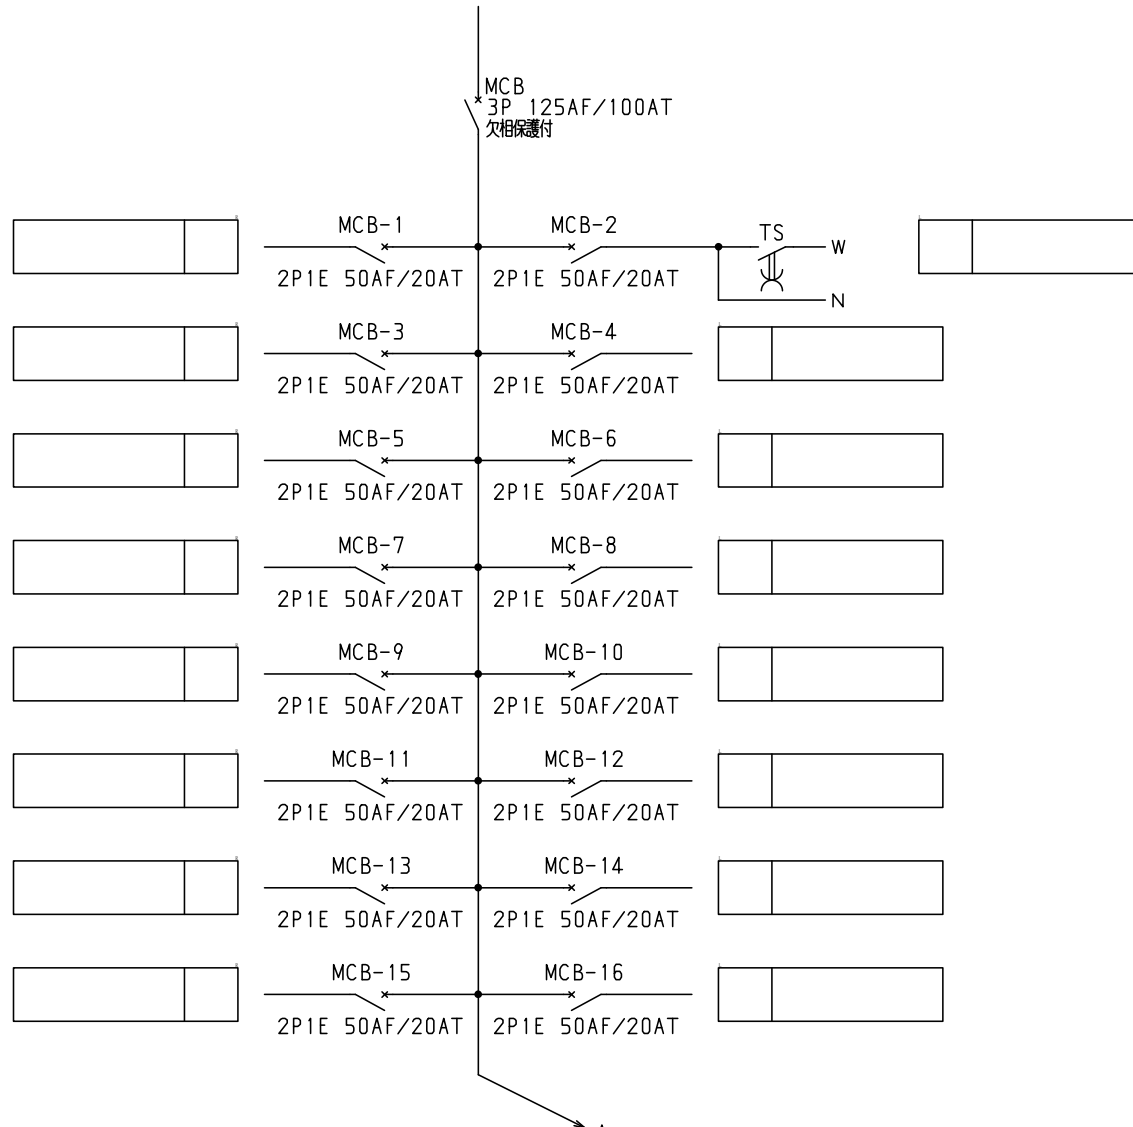 MCB
3P 125AF/100AT
欠相保護付
MCB-1 MCB-2 TS W
2P1E 50AF/20AT 2P1E 50AF/20AT N
MCB-3 MCB-4
2P1E 50AF/20AT 2P1E 50AF/20AT
MCB-5 MCB-6
2P1E 50AF/20AT 2P1E 50AF/20AT
MCB-7 MCB-8
2P1E 50AF/20AT 2P1E 50AF/20AT
MCB-9 MCB-10
2P1E 50AF/20AT 2P1E 50AF/20AT
MCB-11 MCB-12
2P1E 50AF/20AT 2P1E 50AF/20AT
MCB-13 MCB-14
2P1E 50AF/20AT 2P1E 50AF/20AT
MCB-15 MCB-16
2P1E 50AF/20AT 2P1E 50AF/20AT